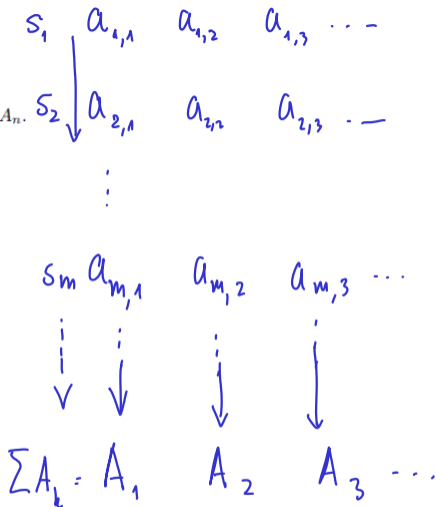 s₁ a₁,₁ a₁,₂ a₁,₃ ...
Aₙ. s₂ a₂,₁ a₂,₂ a₂,₃ ...
⋮
sₘ aₘ,₁ aₘ,₂ aₘ,₃ ...
∑Aₖ = A₁ A₂ A₃ ...